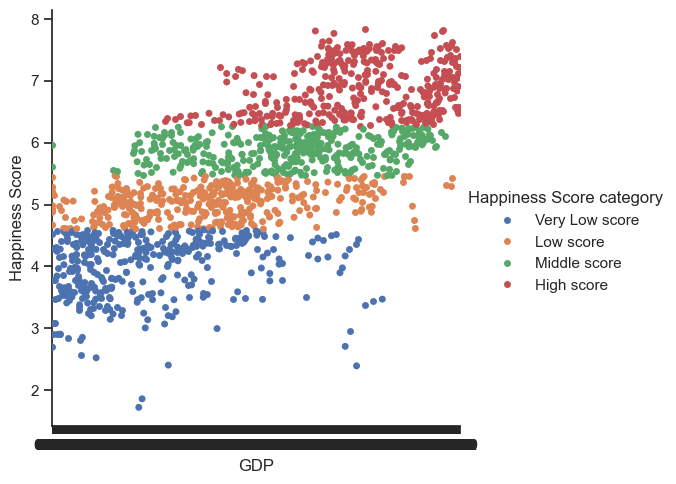 8
7
6
5
4
3
2
Happiness Score
GDP
Happiness Score category
Very Low score
Low score
Middle score
High score